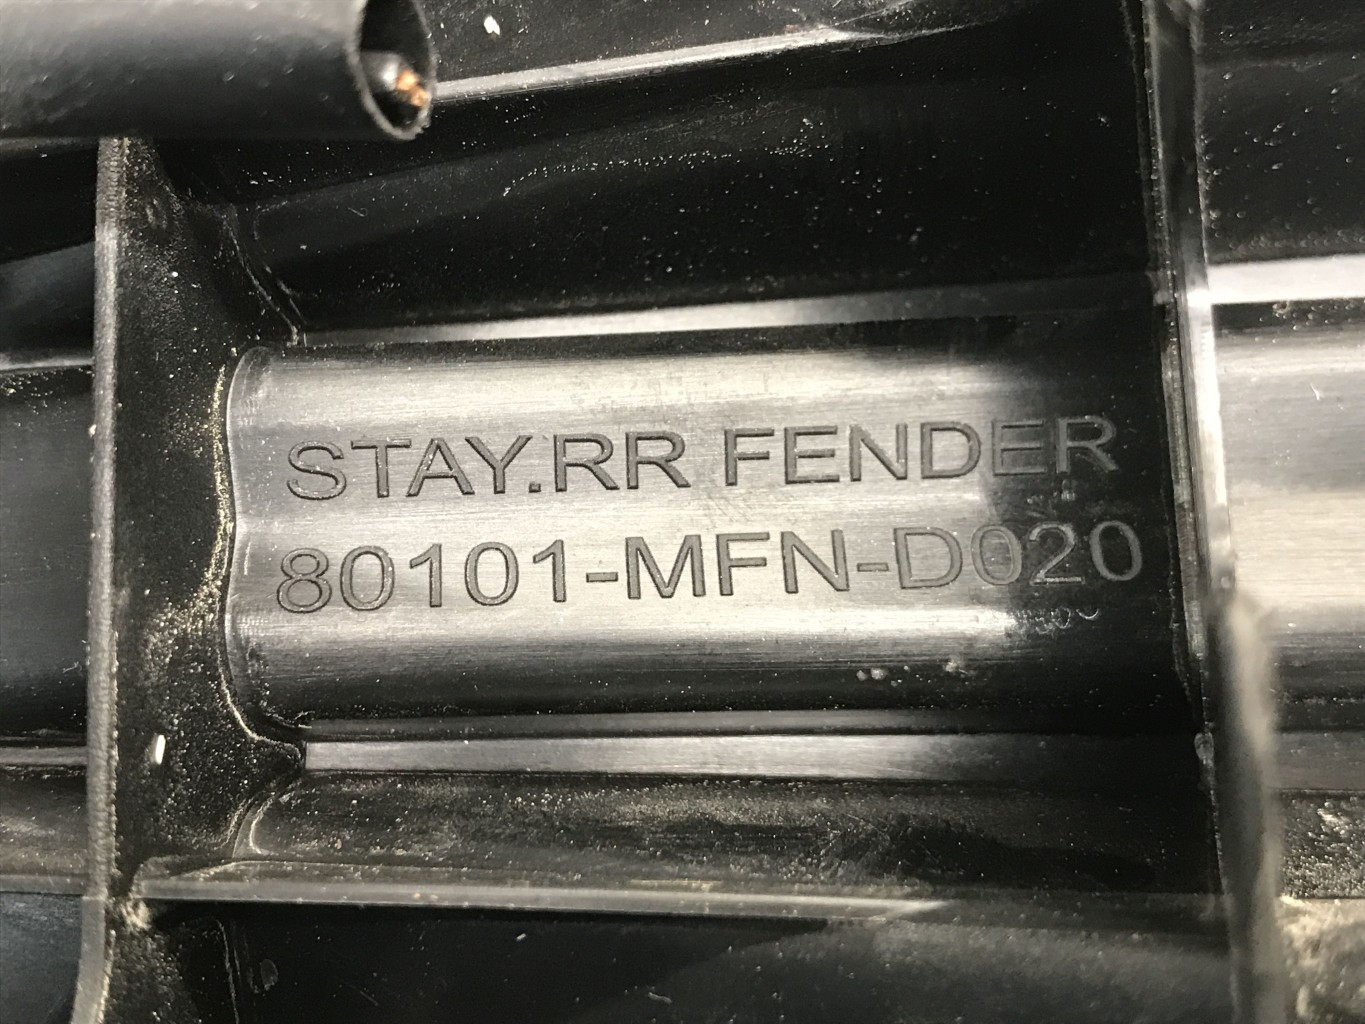 STAY.RR FENDER
80101-MFN-D020